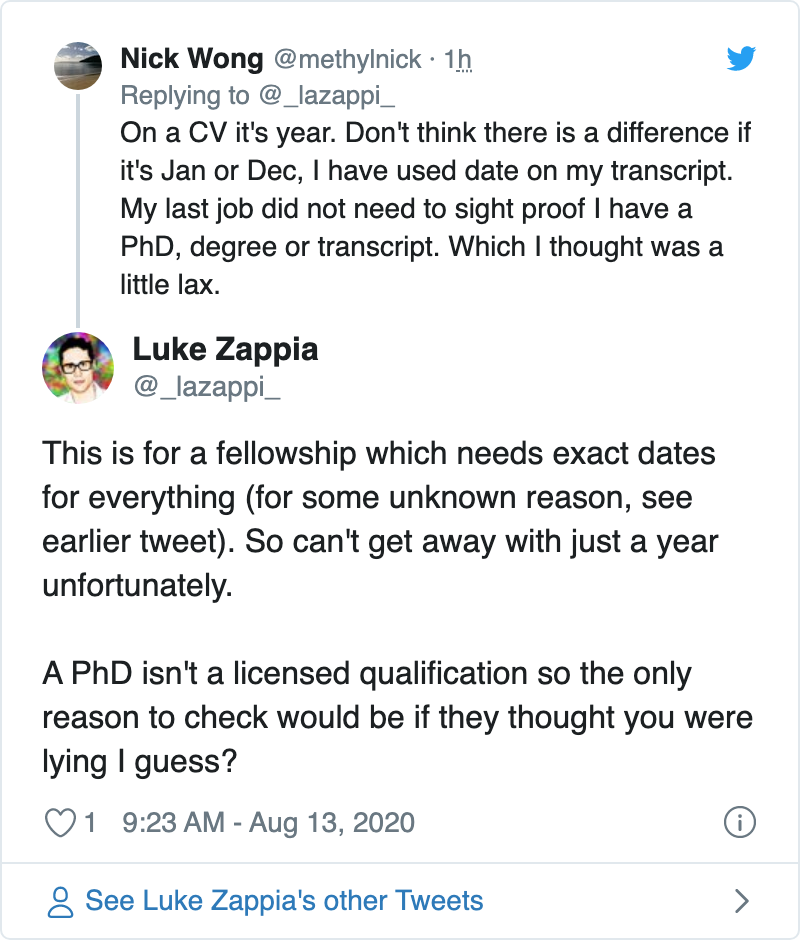 Nick Wong @methylnick · 1h
Replying to @_lazappi_
On a CV it's year. Don't think there is a difference if
it's Jan or Dec, I have used date on my transcript.
My last job did not need to sight proof I have a
PhD, degree or transcript. Which I thought was a
little lax.
Luke Zappia
@_lazappi_
This is for a fellowship which needs exact dates
for everything (for some unknown reason, see
earlier tweet). So can't get away with just a year
unfortunately.
A PhD isn't a licensed qualification so the only
reason to check would be if they thought you were
lying I guess?
1 9:23 AM - Aug 13, 2020
See Luke Zappia's other Tweets